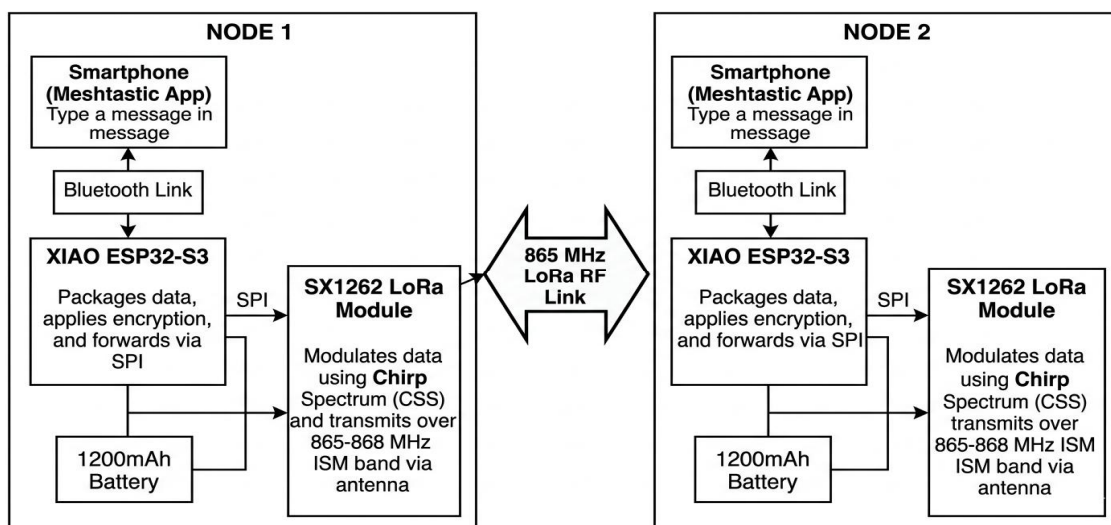 NODE 1
Smartphone
(Meshtastic App)
Type a message in
message
Bluetooth Link
XIAO ESP32-S3
Packages data,
applies encryption,
and forwards via
SPI
SPI
SX1262 LoRa
Module
Modulates data
using Chirp
Spectrum (CSS)
and transmits over
865-868 MHz
ISM band via
antenna
1200mAh
Battery
865 MHz
LoRa RF
Link
NODE 2
Smartphone
(Meshtastic App)
Type a message in
message
Bluetooth Link
XIAO ESP32-S3
Packages data,
applies encryption,
and forwards via SPI
SPI
SX1262 LoRa
Module
Modulates data
using Chirp
Spectrum (CSS)
transmits over
865-868 MHz ISM
ISM band via
antenna
1200mAh
Battery